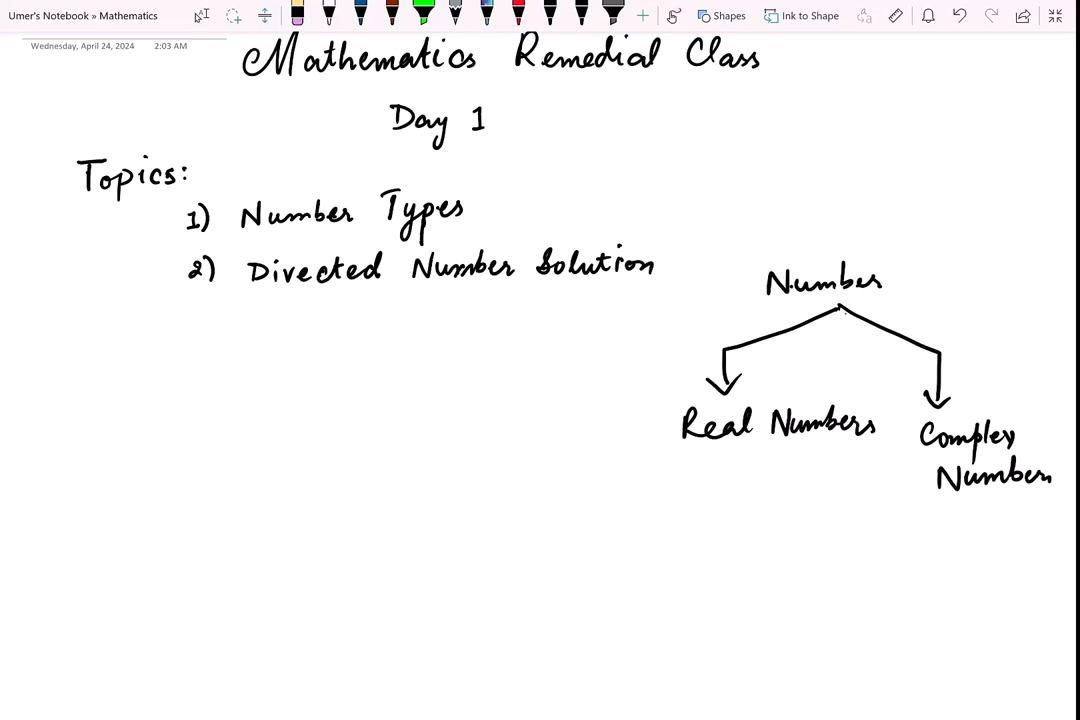 Umer's Notebook » Mathematics
Shapes
Ink to Shape
Wednesday, April 24, 2024 2:03 AM
Mathematics Remedial Class
Day 1
Topics:
1) Number Types
2) Directed Number Solution
Number
Real Numbers
Complex
Numbers